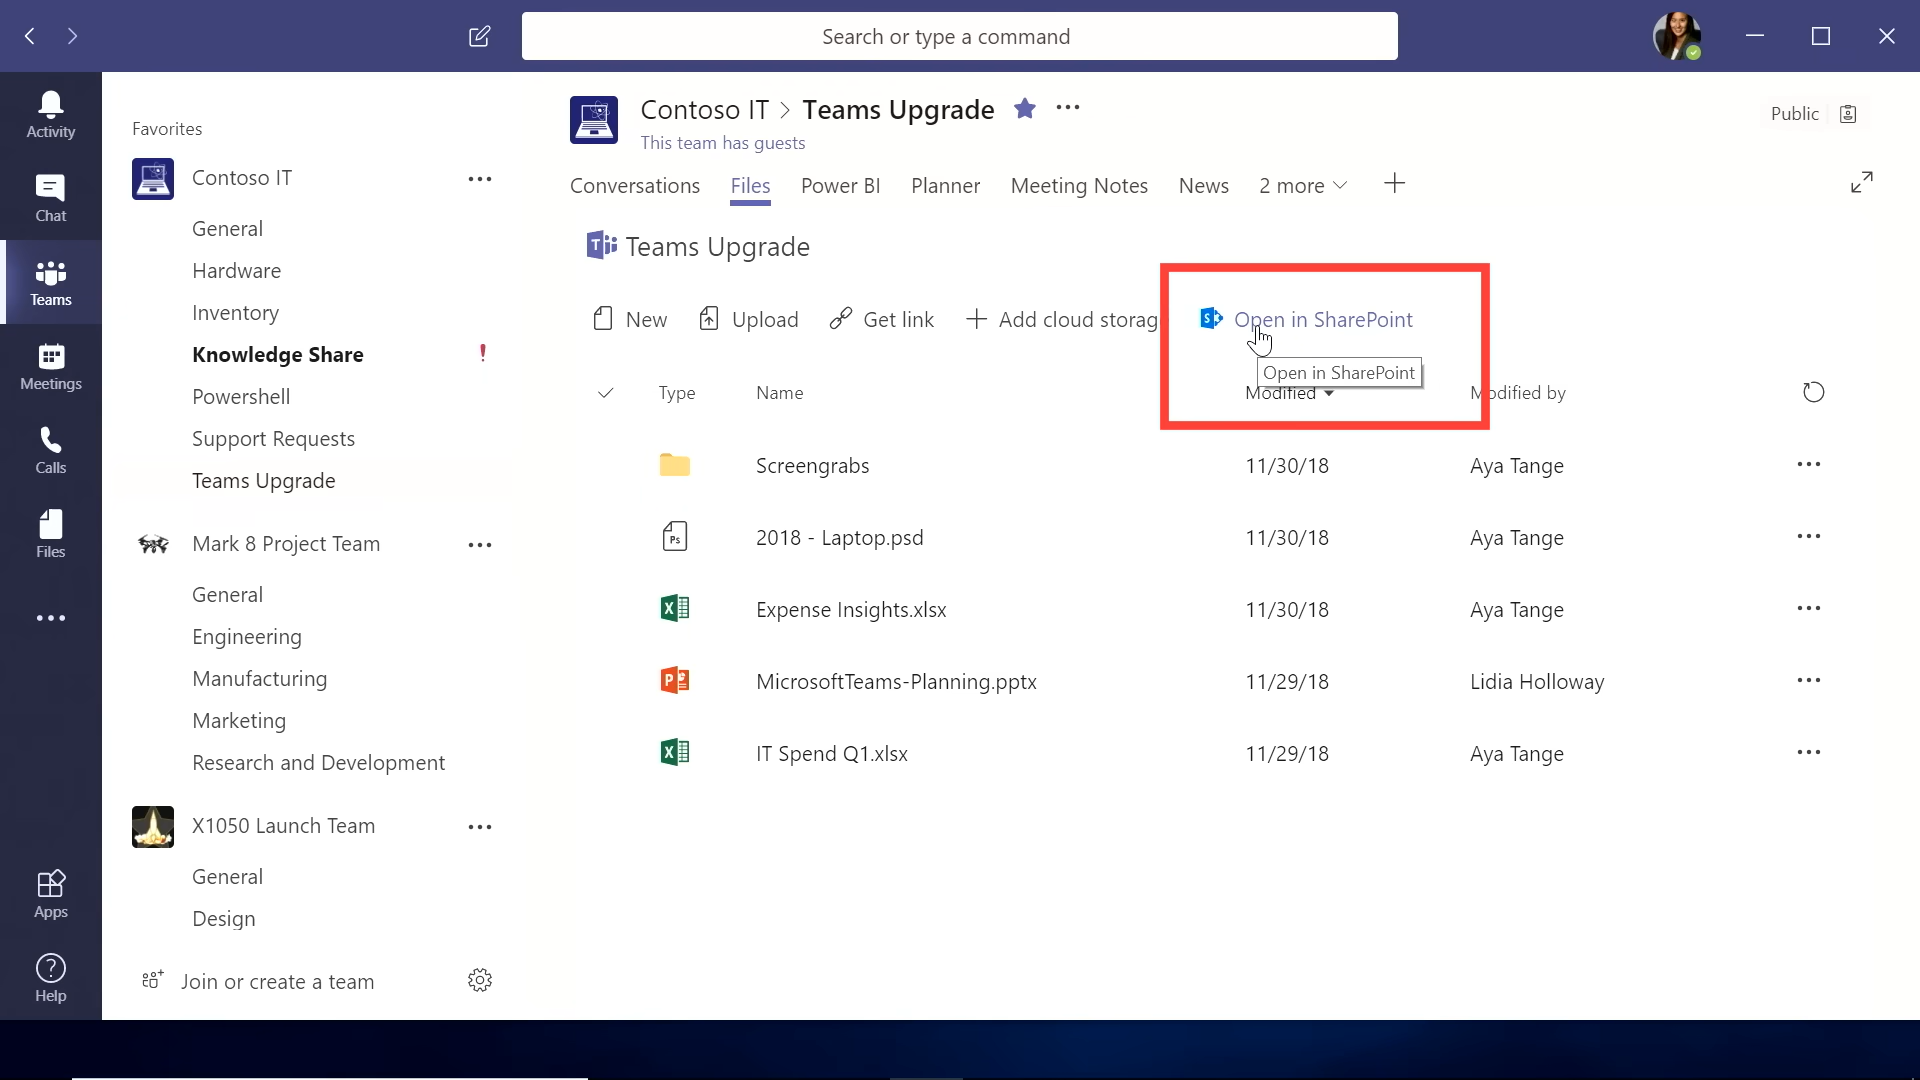 Search or type a command
Activity
Chat
Teams
Meetings
Calls
Files
Apps
Help
Favorites
Contoso IT
General
Hardware
Inventory
Knowledge Share
Powershell
Support Requests
Teams Upgrade
Mark 8 Project Team
General
Engineering
Manufacturing
Marketing
Research and Development
X1050 Launch Team
General
Design
Join or create a team
Contoso IT > Teams Upgrade
This team has guests
Public
Conversations Files Power BI Planner Meeting Notes News 2 more
Teams Upgrade
New Upload Get link Add cloud storag Open in SharePoint
Open in SharePoint
Type Name Modified Modified by
Screengrabs 11/30/18 Aya Tange
2018 - Laptop.psd 11/30/18 Aya Tange
Expense Insights.xlsx 11/30/18 Aya Tange
MicrosoftTeams-Planning.pptx 11/29/18 Lidia Holloway
IT Spend Q1.xlsx 11/29/18 Aya Tange